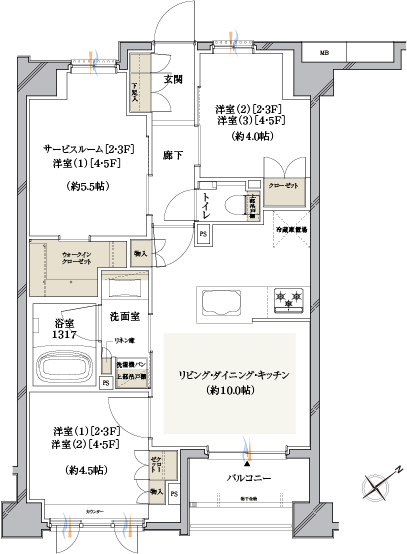 MB
玄関
下足入
洋室(2)[2・3F]
洋室(3)[4・5F]
(約4.0帖)
サービスルーム[2・3F]
洋室(1)[4・5F]
(約5.5帖)
廊下
トイレ
上部吊戸棚
クローゼット
PS
冷蔵庫置場
物入
ウォークイン
クローゼット
浴室
1317
洗面室
リネン庫
洗濯機パン
上部吊戸棚
PS
リビング・ダイニング・キッチン
(約10.0帖)
洋室(1)[2・3F]
洋室(2)[4・5F]
(約4.5帖)
クローゼット
物入
PS
カウンター
バルコニー
N